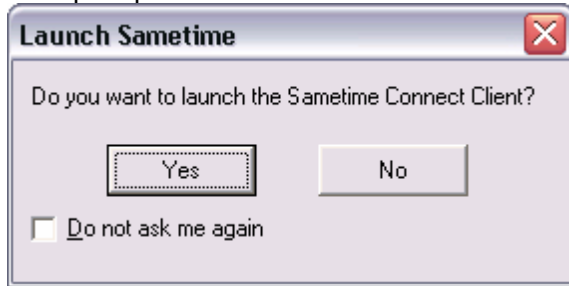 Launch Sametime
Do you want to launch the Sametime Connect Client?
Yes No
Do not ask me again